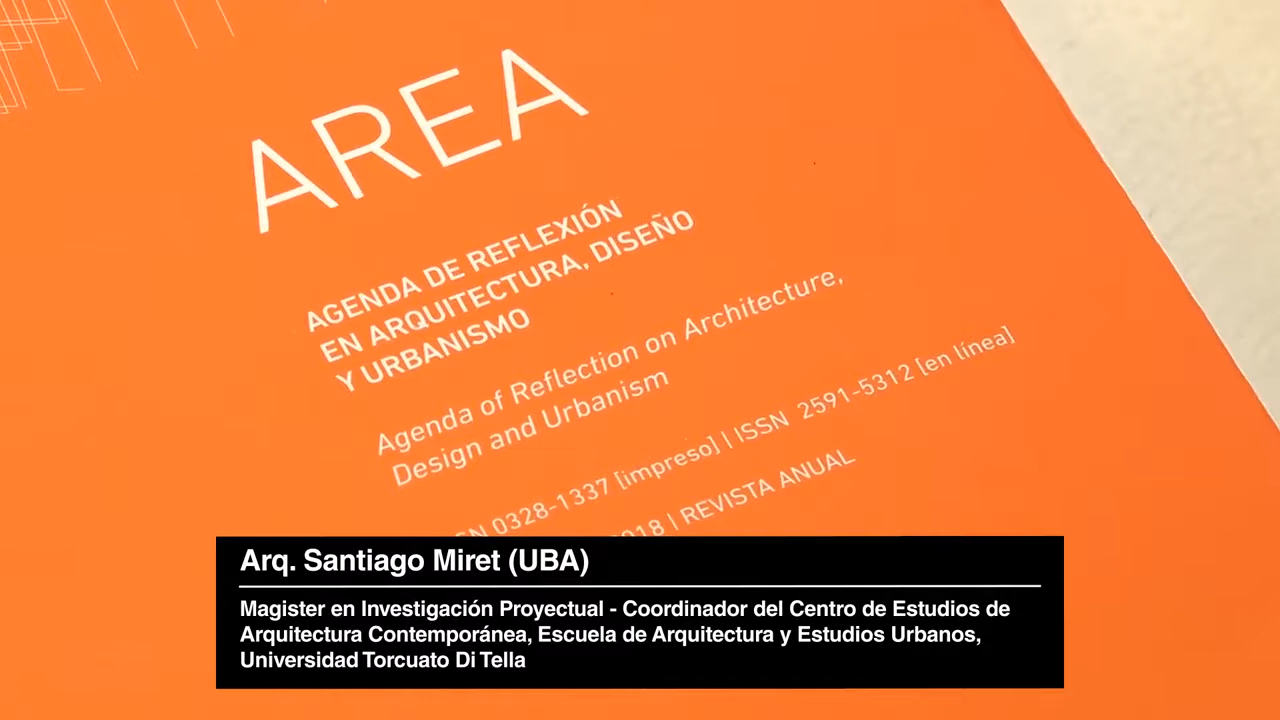 AREA
AGENDA DE REFLEXIÓN
EN ARQUITECTURA, DISEÑO
Y URBANISMO
Agenda of Reflection on Architecture,
Design and Urbanism
0328-1337 [impreso] | ISSN 2591-5312 [en línea]
| REVISTA ANUAL
Arq. Santiago Miret (UBA)
Magister en Investigación Proyectual - Coordinador del Centro de Estudios de
Arquitectura Contemporánea, Escuela de Arquitectura y Estudios Urbanos,
Universidad Torcuato Di Tella